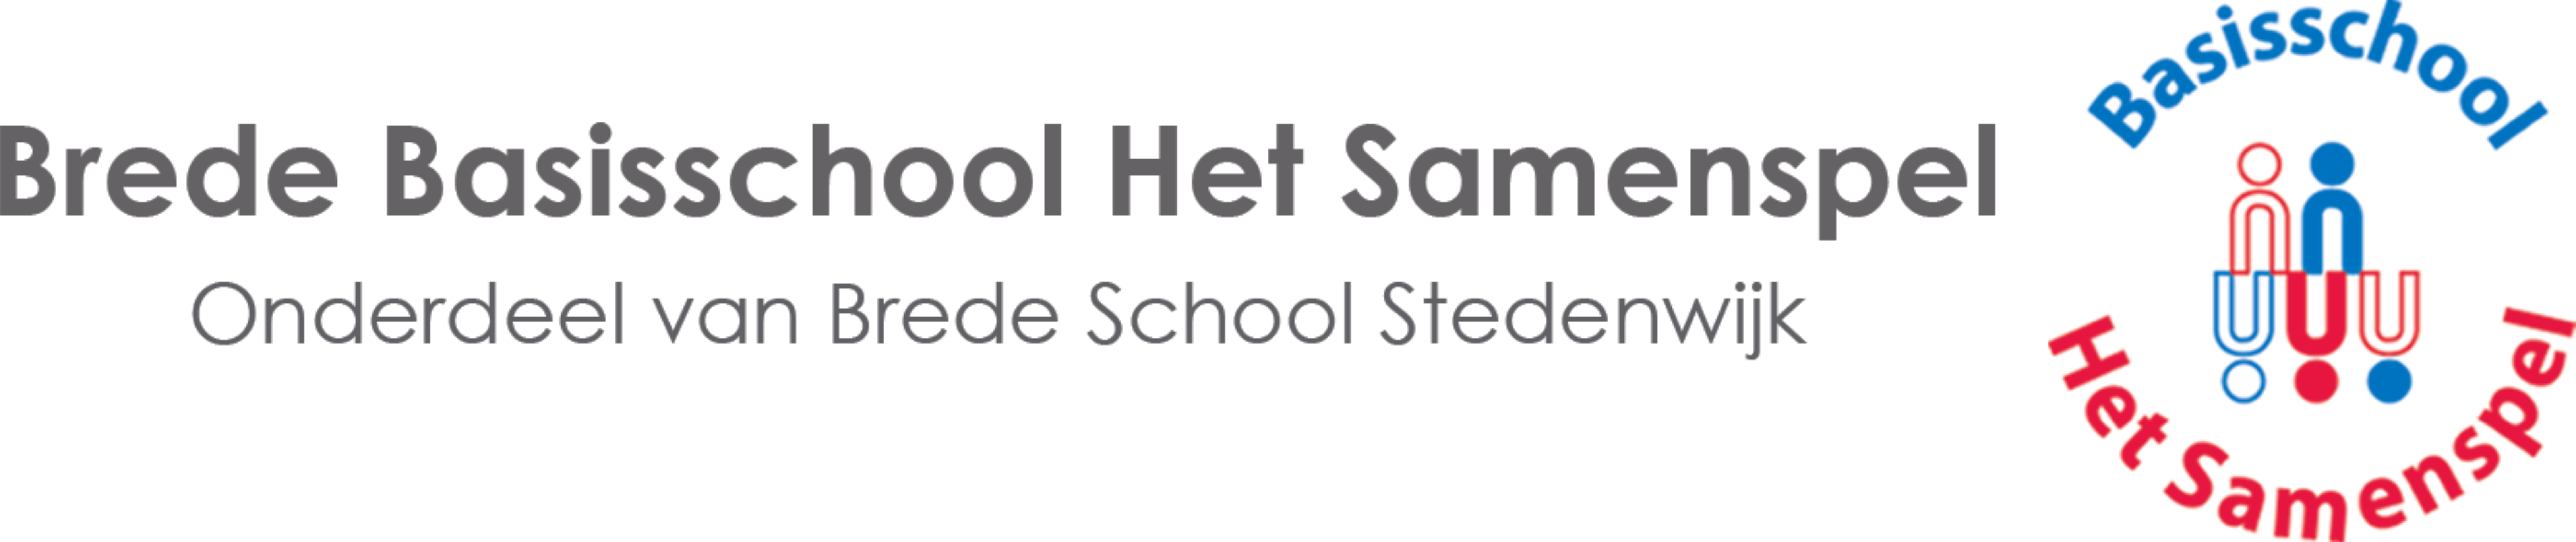 Brede Basisschool Het Samenspel
Onderdeel van Brede School Stedenwijk
Basisschool
Het Samenspel